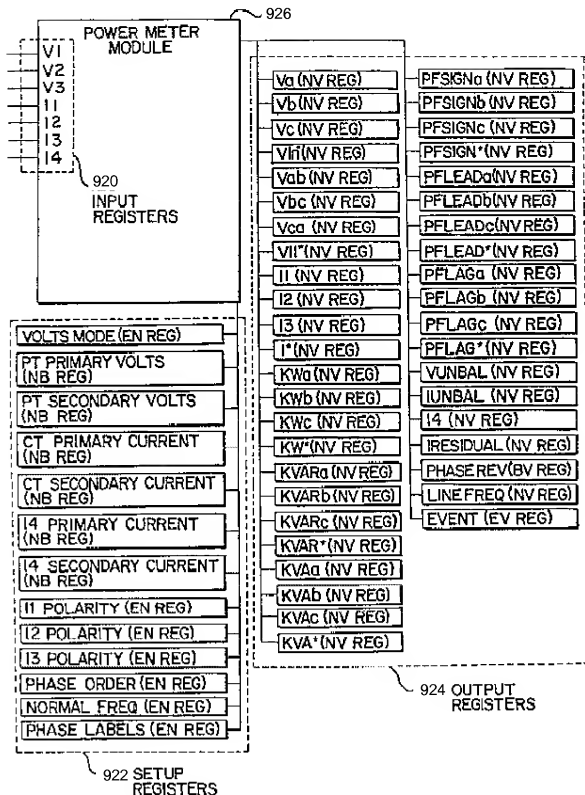 926
POWER METER
MODULE
V1
V2
V3
I1
I2
I3
I4
920
INPUT
REGISTERS
VOLTS MODE (EN REG)
PT PRIMARY VOLTS
(NB REG)
PT SECONDARY VOLTS
(NB REG)
CT PRIMARY CURRENT
(NB REG)
CT SECONDARY CURRENT
(NB REG)
I4 PRIMARY CURRENT
(NB REG)
I4 SECONDARY CURRENT
(NB REG)
I1 POLARITY (EN REG)
I2 POLARITY (EN REG)
I3 POLARITY (EN REG)
PHASE ORDER (EN REG)
NORMAL FREQ (EN REG)
PHASE LABELS (EN REG)
922 SETUP
REGISTERS
Va (NV REG)
Vb (NV REG)
Vc (NV REG)
Vln* (NV REG)
Vab (NV REG)
Vbc (NV REG)
Vca (NV REG)
Vll* (NV REG)
I1 (NV REG)
I2 (NV REG)
I3 (NV REG)
I* (NV REG)
KWa (NV REG)
KWb (NV REG)
KWc (NV REG)
KW* (NV REG)
KVARa (NV REG)
KVARb (NV REG)
KVARc (NV REG)
KVAR* (NV REG)
KVAa (NV REG)
KVAb (NV REG)
KVAc (NV REG)
KVA* (NV REG)
PFSIGNa (NV REG)
PFSIGNb (NV REG)
PFSIGNc (NV REG)
PFSIGN* (NV REG)
PFLEADa (NV REG)
PFLEADb (NV REG)
PFLEADc (NV REG)
PFLEAD* (NV REG)
PFLAGa (NV REG)
PFLAGb (NV REG)
PFLAGc (NV REG)
PFLAG* (NV REG)
VUNBAL (NV REG)
IUNBAL (NV REG)
I4 (NV REG)
IRESIDUAL (NV REG)
PHASE REV (BV REG)
LINE FREQ (NV REG)
EVENT (EV REG)
924 OUTPUT
REGISTERS